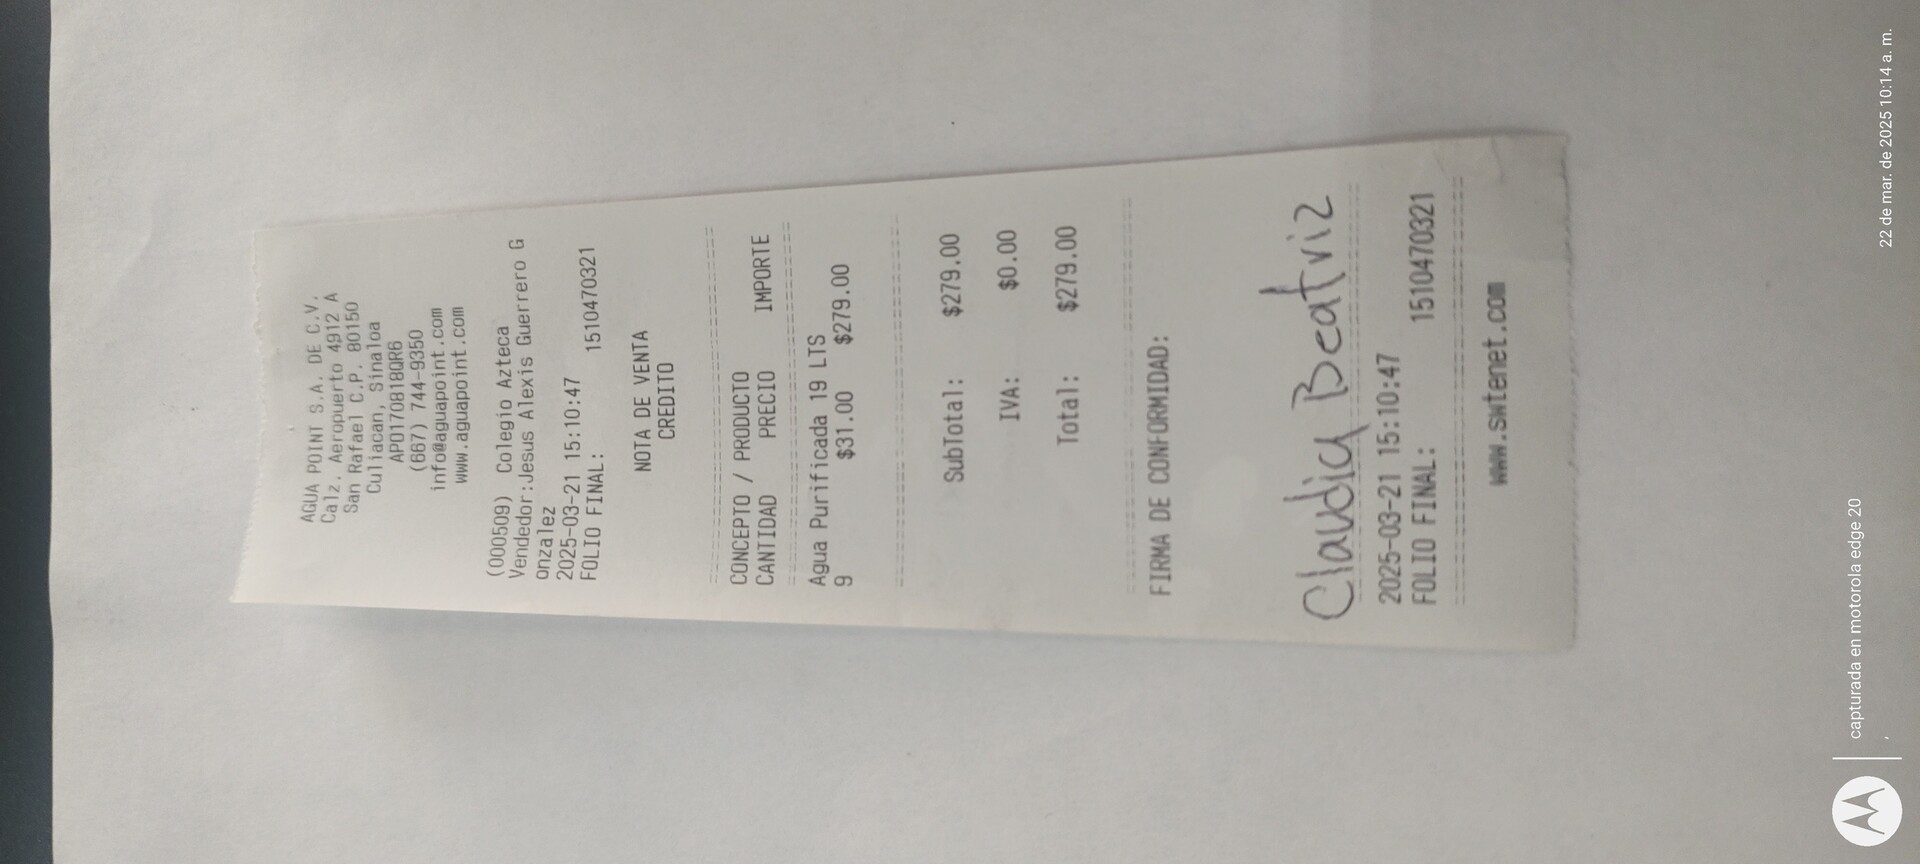 AGUA POINT S.A. DE C.V.
Calz. Aeropuerto 4912 A
San Rafael C.P. 80150
Culiacan, Sinaloa
APO170818QR6
(667) 744-9350
info@aguapoint.com
www.aguapoint.com
(000509) Colegio Azteca
Vendedor:Jesus Alexis Guerrero G
onzalez
2025-03-21 15:10:47
FOLIO FINAL: 1510470321
NOTA DE VENTA
CREDITO
CONCEPTO / PRODUCTO
CANTIDAD PRECIO IMPORTE
Agua Purificada 19 LTS
9 $31.00 $279.00
SubTotal: $279.00
IVA: $0.00
Total: $279.00
FIRMA DE CONFORMIDAD:
Claudia Beatriz
2025-03-21 15:10:47
FOLIO FINAL: 1510470321
www.swtenet.com
capturada en motorola edge 20
22 de mar. de 2025 10:14 a. m.